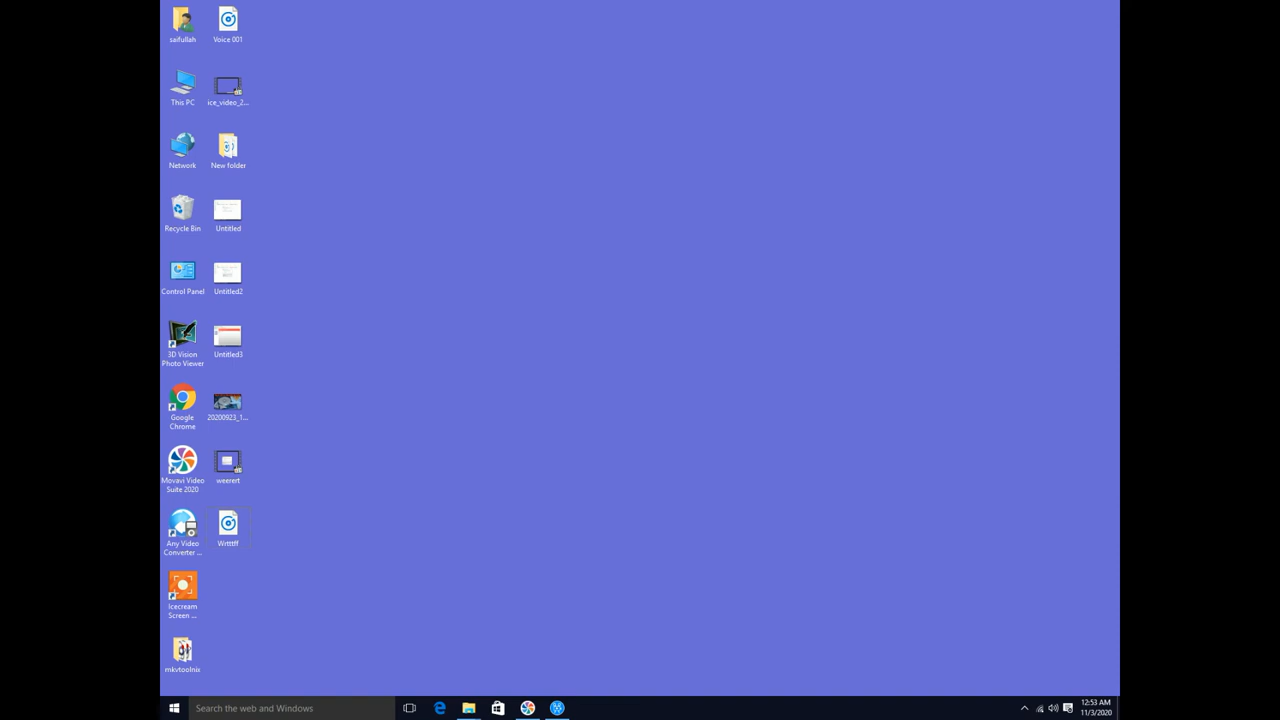 saifullah
Voice 001
This PC
ice_video_2...
Network
New folder
Recycle Bin
Untitled
Control Panel
Untitled2
3D Vision
Photo Viewer
Untitled3
Google
Chrome
20200923_1...
Movavi Video
Suite 2020
weerert
Any Video
Converter ...
Wrtttff
Icecream
Screen ...
mkvtoolnix
Search the web and Windows
12:53 AM
11/3/2020